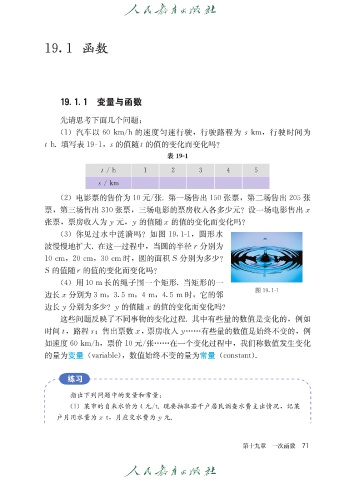 人民教育出版社
19.1 函数
19.1.1 变量与函数
先请思考下面几个问题:
(1) 汽车以 60 km/h 的速度匀速行驶,行驶路程为 s km,行驶时间为
t h. 填写表 19-1,s 的值随 t 的值的变化而变化吗?
表 19-1
t / h 1 2 3 4 5
s / km
(2) 电影票的售价为 10 元/张. 第一场售出 150 张票,第二场售出 205 张
票,第三场售出 310 张票,三场电影的票房收入各多少元? 设一场电影售出 x
张票,票房收入为 y 元,y 的值随 x 的值的变化而变化吗?
(3) 你见过水中涟漪吗? 如图 19.1-1,圆形水
波慢慢地扩大. 在这一过程中,当圆的半径 r 分别为
10 cm,20 cm,30 cm 时,圆的面积 S 分别为多少?
S 的值随 r 的值的变化而变化吗?
图 19.1-1
(4) 用 10 m 长的绳子围一个矩形. 当矩形的一
边长 x 分别为 3 m,3.5 m,4 m,4.5 m 时,它的邻
边长 y 分别为多少? y 的值随 x 的值的变化而变化吗?
这些问题反映了不同事物的变化过程. 其中有些量的数值是变化的,例如
时间 t,路程 s;售出票数 x,票房收入 y……有些量的数值是始终不变的,例
如速度 60 km/h,票价 10 元/张……在一个变化过程中,我们称数值发生变化
的量为变量 (variable),数值始终不变的量为常量 (constant).
练习
指出下列问题中的变量和常量:
(1) 某市的自来水价为 4 元/t. 现要抽取若干户居民调查水费支出情况,记某
户月用水量为 x t,月应交水费为 y 元.
第十九章 一次函数 71
人民教育出版社